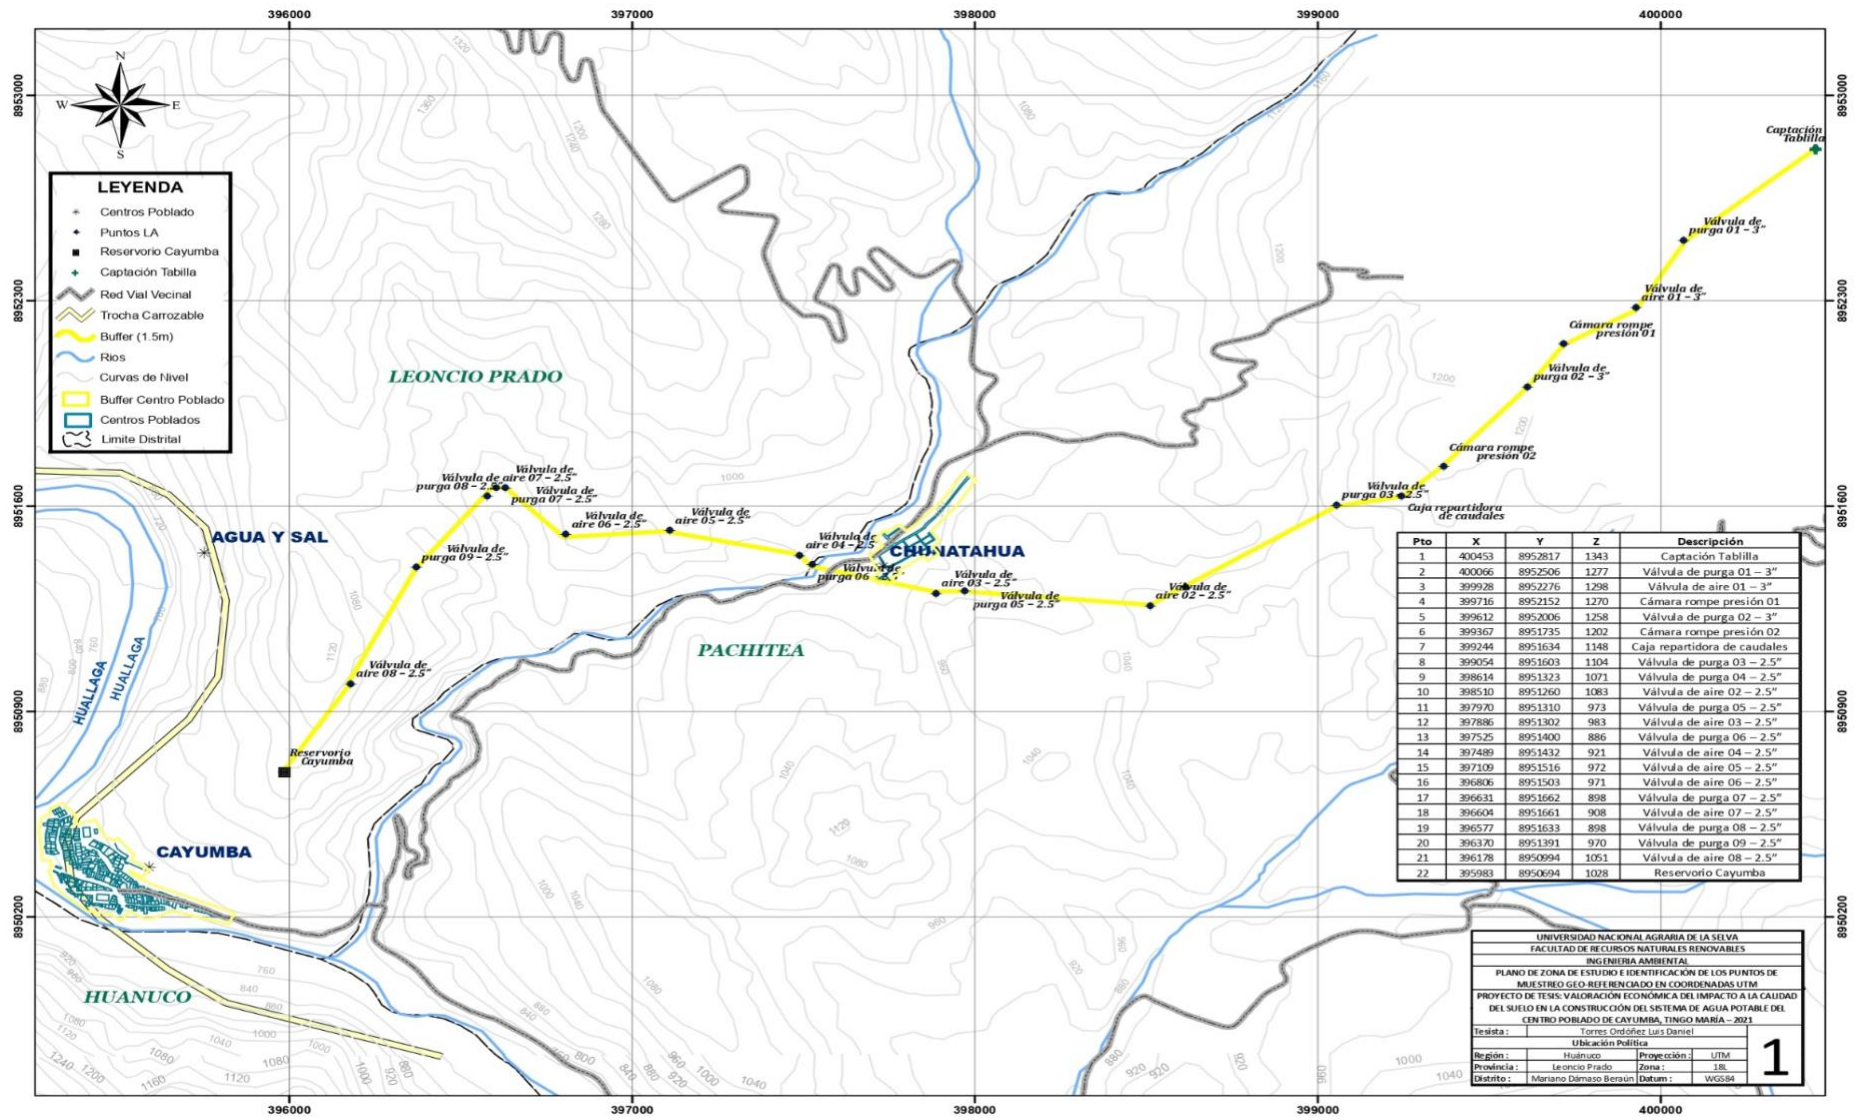 396000 397000 398000 399000 400000
8953000
8952300
8951600
8950900
8950200
N
W E
S
LEYENDA
Centros Poblado
Puntos LA
Reservorio Cayumba
Captación Tabilla
Red Vial Vecinal
Trocha Carrozable
Buffer (1.5m)
Rios
Curvas de Nivel
Buffer Centro Poblado
Centros Poblados
Limite Distrital
Captación
Tablilla
Válvula de
purga 01 – 3"
Válvula de
aire 01 – 3"
Cámara rompe
presión 01
Válvula de
purga 02 – 3"
Cámara rompe
presión 02
Válvula de
purga 03 – 2.5"
Caja repartidora
de caudales
Válvula de
aire 02 – 2.5"
Válvula de
purga 05 – 2.5"
Válvula de
aire 03 – 2.5"
Válvula de
purga 06 – 2.5"
Válvula de
aire 04 – 2.5"
Válvula de
aire 05 – 2.5"
Válvula de
aire 06 – 2.5"
Válvula de
purga 07 – 2.5"
Válvula de
aire 07 – 2.5"
Válvula de
purga 08 – 2.5"
Válvula de
purga 09 – 2.5"
Válvula de
aire 08 – 2.5"
Reservorio
Cayumba
LEONCIO PRADO
AGUA Y SAL
CHUNATAHUA
PACHITEA
HUALLAGA
HUALLAGA
CAYUMBA
HUANUCO
Pto X Y Z Descripción
1 400453 8952817 1343 Captación Tablilla
2 400066 8952506 1277 Válvula de purga 01 – 3"
3 399928 8952276 1298 Válvula de aire 01 – 3"
4 399716 8952152 1270 Cámara rompe presión 01
5 399612 8952006 1258 Válvula de purga 02 – 3"
6 399367 8951735 1202 Cámara rompe presión 02
7 399244 8951634 1148 Caja repartidora de caudales
8 399054 8951603 1104 Válvula de purga 03 – 2.5"
9 398614 8951323 1071 Válvula de purga 04 – 2.5"
10 398510 8951260 1083 Válvula de aire 02 – 2.5"
11 397970 8951310 973 Válvula de purga 05 – 2.5"
12 397886 8951302 983 Válvula de aire 03 – 2.5"
13 397525 8951400 886 Válvula de purga 06 – 2.5"
14 397489 8951432 921 Válvula de aire 04 – 2.5"
15 397109 8951516 972 Válvula de aire 05 – 2.5"
16 396806 8951503 971 Válvula de aire 06 – 2.5"
17 396631 8951662 898 Válvula de purga 07 – 2.5"
18 396604 8951661 908 Válvula de aire 07 – 2.5"
19 396577 8951633 898 Válvula de purga 08 – 2.5"
20 396370 8951391 970 Válvula de purga 09 – 2.5"
21 396178 8950994 1051 Válvula de aire 08 – 2.5"
22 395983 8950694 1028 Reservorio Cayumba
UNIVERSIDAD NACIONAL AGRARIA DE LA SELVA
FACULTAD DE RECURSOS NATURALES RENOVABLES
INGENIERIA AMBIENTAL
PLANO DE ZONA DE ESTUDIO E IDENTIFICACIÓN DE LOS PUNTOS DE
MUESTREO GEO-REFERENCIADO EN COORDENADAS UTM
PROYECTO DE TESIS: VALORACIÓN ECONÓMICA DEL IMPACTO A LA CALIDAD
DEL SUELO EN LA CONSTRUCCIÓN DEL SISTEMA DE AGUA POTABLE DEL
CENTRO POBLADO DE CAYUMBA, TINGO MARÍA – 2021
Tesista : Torres Ordóñez Luis Daniel
Ubicación Política
Región : Huánuco Proyección : UTM
Provincia : Leoncio Prado Zona : 18L
Distrito : Mariano Dámaso Beraún Datum : WGS84
1
8953000
8952300
8951600
8950900
8950200
396000 397000 398000 399000 400000